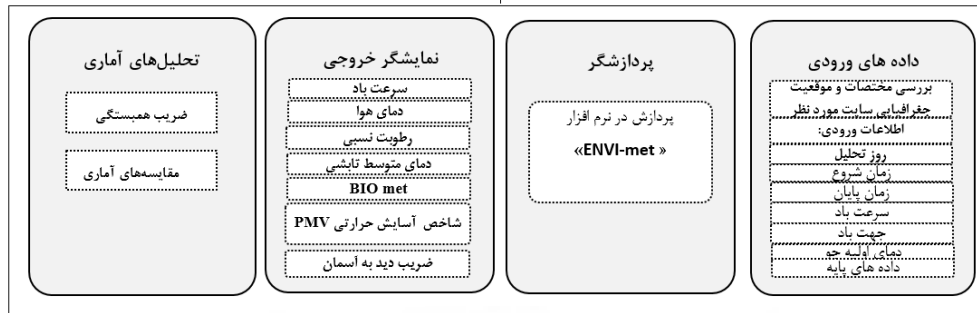 داده های ورودی
بررسی مختصات و موقعیت
جغرافیایی سایت مورد نظر
اطلاعات ورودی:
روز تحلیل
زمان شروع
زمان پایان
سرعت باد
جهت باد
دمای اولیه جو
داده های پایه
پردازشگر
پردازش در نرم افزار
«ENVI-met »
نمایشگر خروجی
سرعت باد
دمای هوا
رطوبت نسبی
دمای متوسط تابشی
BIO met
شاخص آسایش حرارتی PMV
ضریب دید به آسمان
تحلیل‌های آماری
ضریب همبستگی
مقایسه‌های آماری